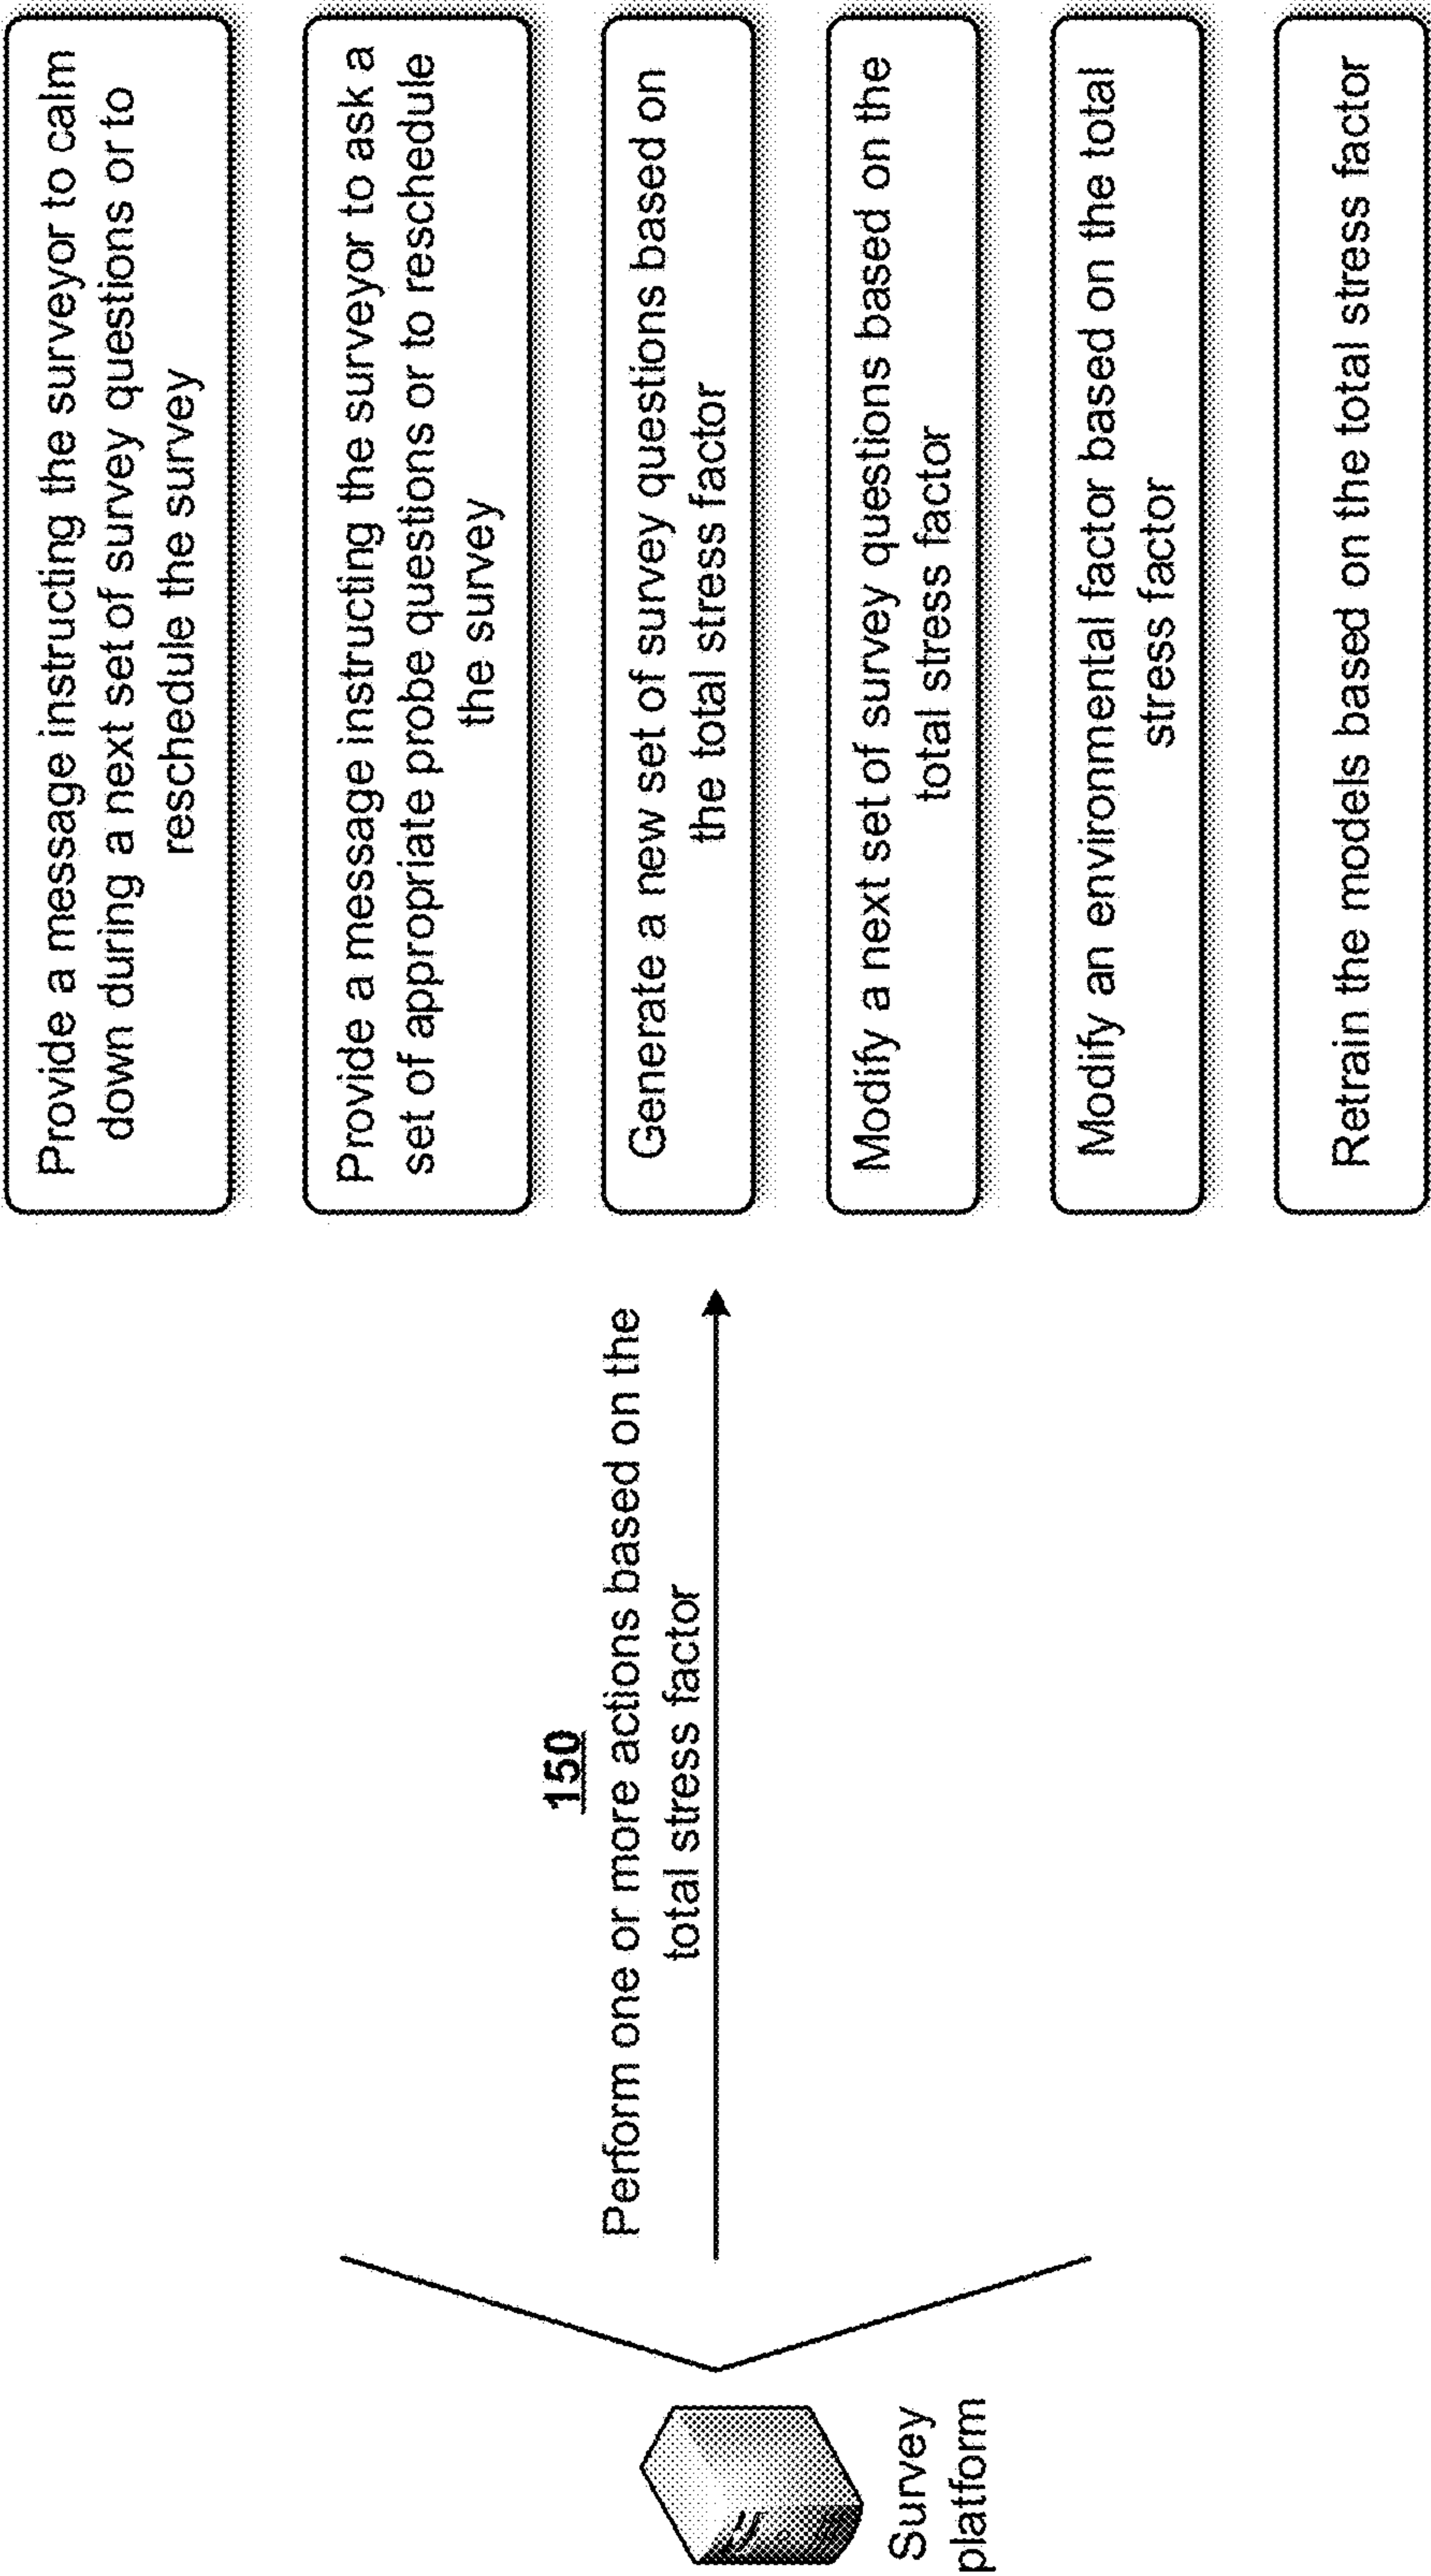 150
Perform one or more actions based on the
total stress factor
Survey
platform
Provide a message instructing the surveyor to calm
down during a next set of survey questions or to
reschedule the survey
Provide a message instructing the surveyor to ask a
set of appropriate probe questions or to reschedule
the survey
Generate a new set of survey questions based on
the total stress factor
Modify a next set of survey questions based on the
total stress factor
Modify an environmental factor based on the total
stress factor
Retrain the models based on the total stress factor